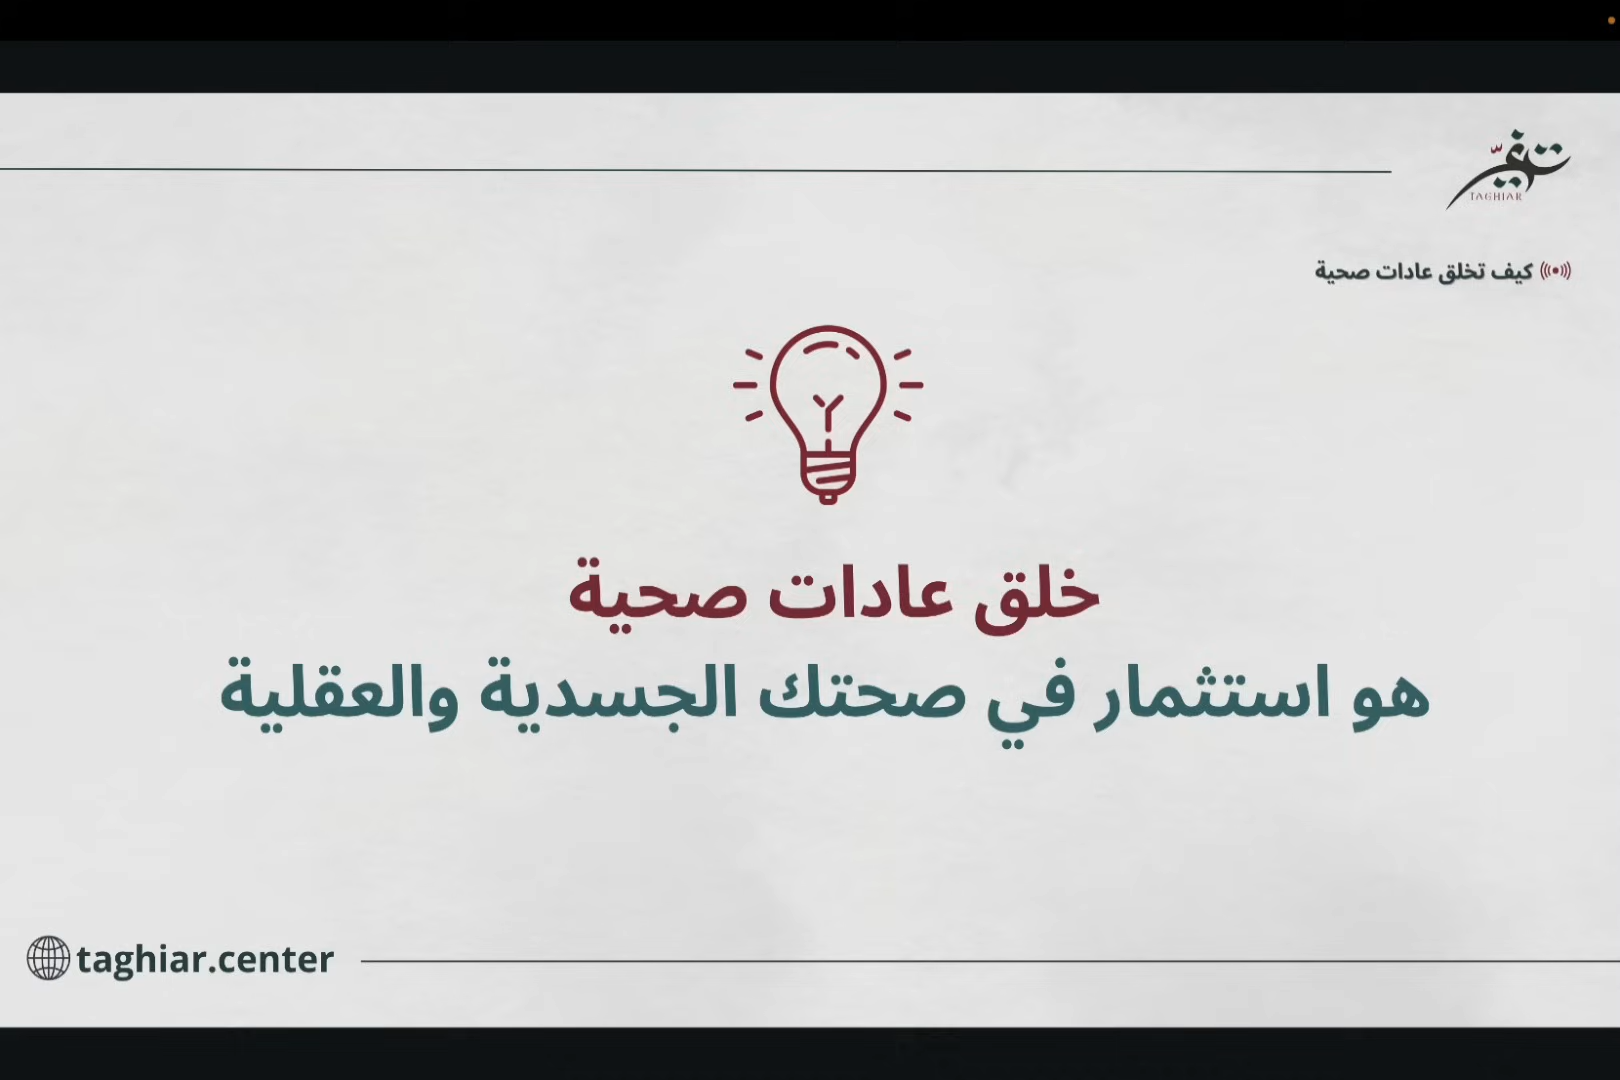 تغيّر
TAGHIAR
كيف تخلق عادات صحية
خلق عادات صحية
هو استثمار في صحتك الجسدية والعقلية
taghiar.center